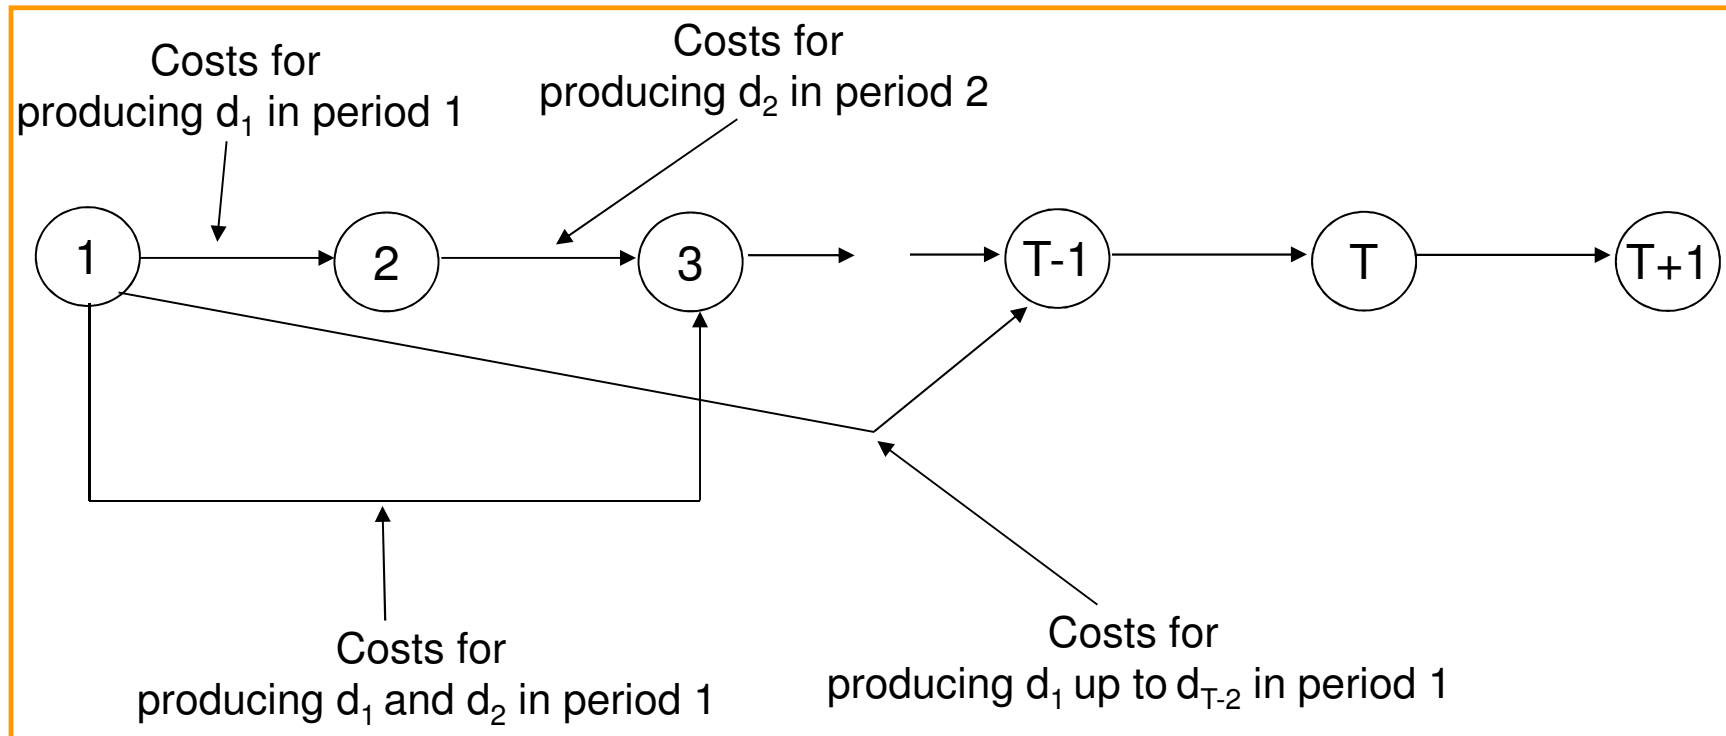 Costs for
producing d₁ in period 1
Costs for
producing d₂ in period 2
1
2
3
T-1
T
T+1
Costs for
producing d₁ and d₂ in period 1
Costs for
producing d₁ up to d_T-2 in period 1